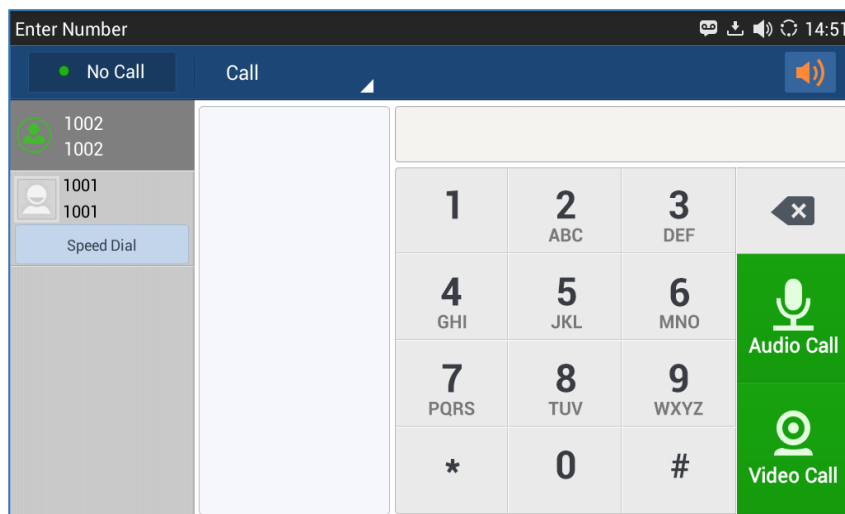 Enter Number
14:51
No Call
Call
1002
1002
1001
1001
Speed Dial
1
2
ABC
3
DEF
4
GHI
5
JKL
6
MNO
Audio Call
7
PQRS
8
TUV
9
WXYZ
*
0
#
Video Call